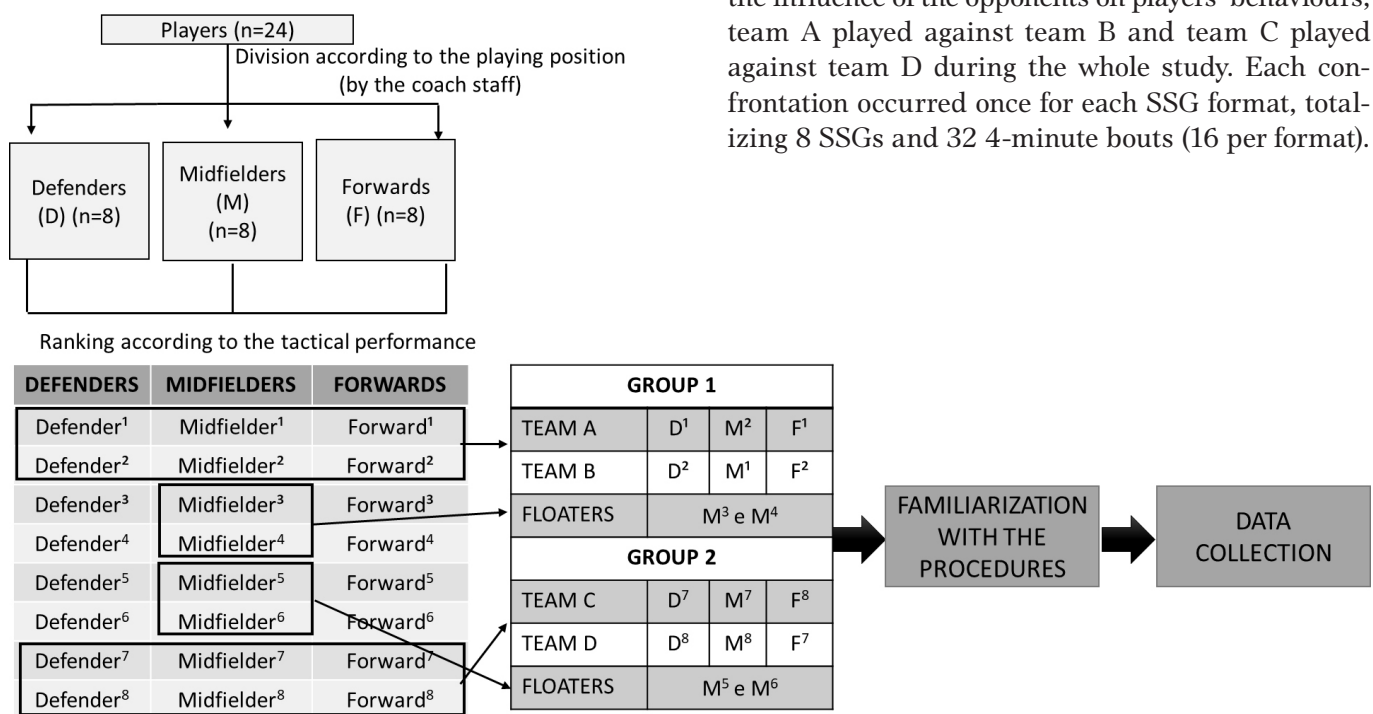 the influence of the opponents on players' behaviours,
team A played against team B and team C played
against team D during the whole study. Each con-
frontation occurred once for each SSG format, total-
izing 8 SSGs and 32 4-minute bouts (16 per format).
Players (n=24)
Division according to the playing position
(by the coach staff)
Defenders
(D) (n=8)
Midfielders
(M)
(n=8)
Forwards
(F) (n=8)
Ranking according to the tactical performance
DEFENDERS MIDFIELDERS FORWARDS
Defender¹ Midfielder¹ Forward¹
Defender² Midfielder² Forward²
Defender³ Midfielder³ Forward³
Defender⁴ Midfielder⁴ Forward⁴
Defender⁵ Midfielder⁵ Forward⁵
Defender⁶ Midfielder⁶ Forward⁶
Defender⁷ Midfielder⁷ Forward⁷
Defender⁸ Midfielder⁸ Forward⁸
GROUP 1
TEAM A D¹ M² F¹
TEAM B D² M¹ F²
FLOATERS M³ e M⁴
GROUP 2
TEAM C D⁷ M⁷ F⁸
TEAM D D⁸ M⁸ F⁷
FLOATERS M⁵ e M⁶
FAMILIARIZATION
WITH THE
PROCEDURES
DATA
COLLECTION